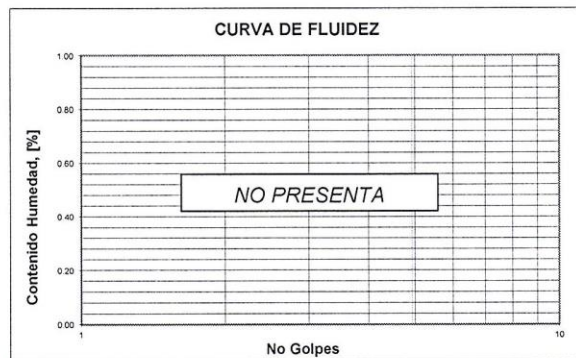 CURVA DE FLUIDEZ
Contenido Humedad, [%]
1.00
0.80
0.60
0.40
0.20
0.00
NO PRESENTA
1
10
No Golpes